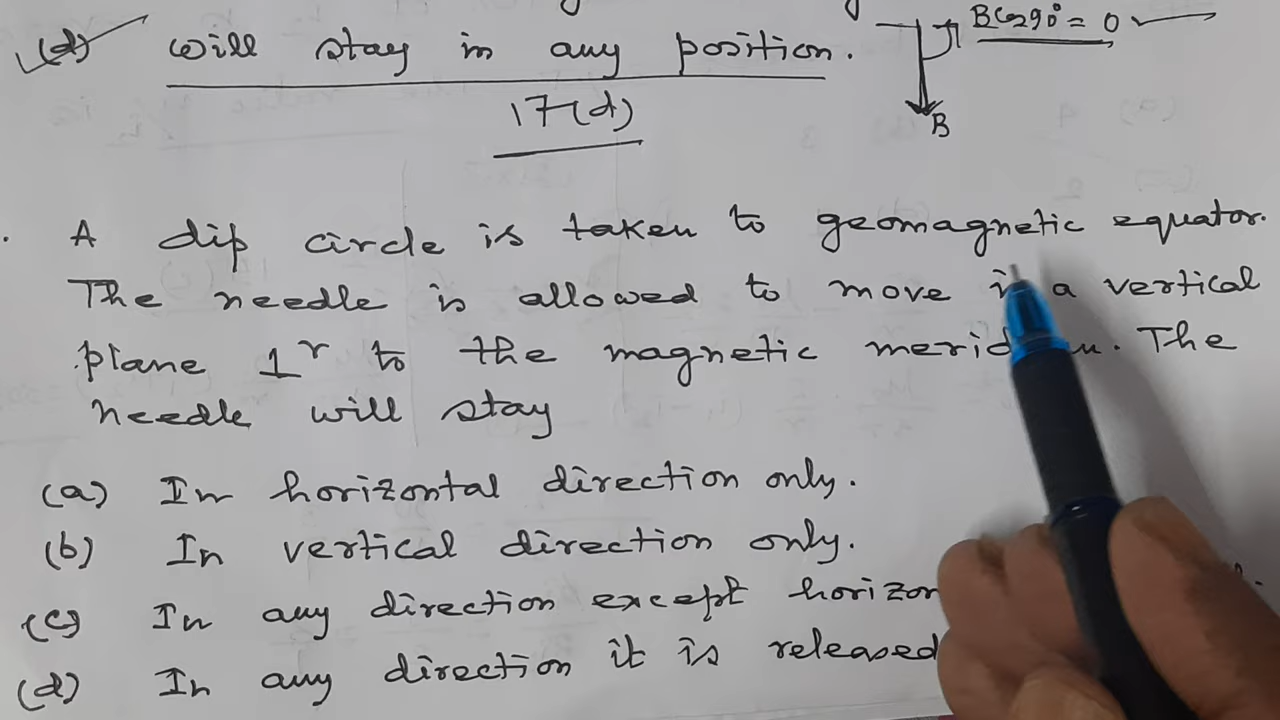 (d) will stay in any position.
B cos 90° = 0
B
17(d)
A dip circle is taken to geomagnetic equator.
The needle is allowed to move in a vertical
plane 1r to the magnetic The
needle will stay
(a) In horizontal direction only.
(b) In vertical direction only.
(c) In any direction except
(d) In any direction it is released